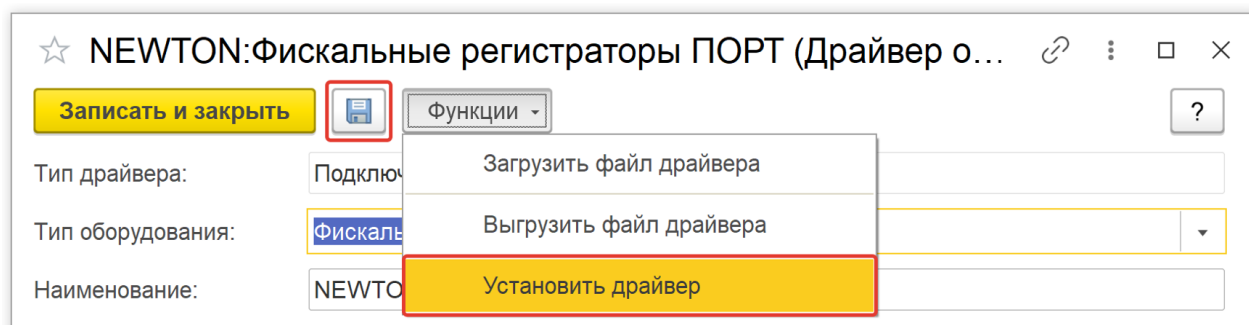 NEWTON:Фискальные регистраторы ПОРТ (Драйвер о...
Записать и закрыть
Функции
?
Загрузить файл драйвера
Тип драйвера:
Подключ
Выгрузить файл драйвера
Тип оборудования:
Фискаль
Установить драйвер
Наименование:
NEWTO